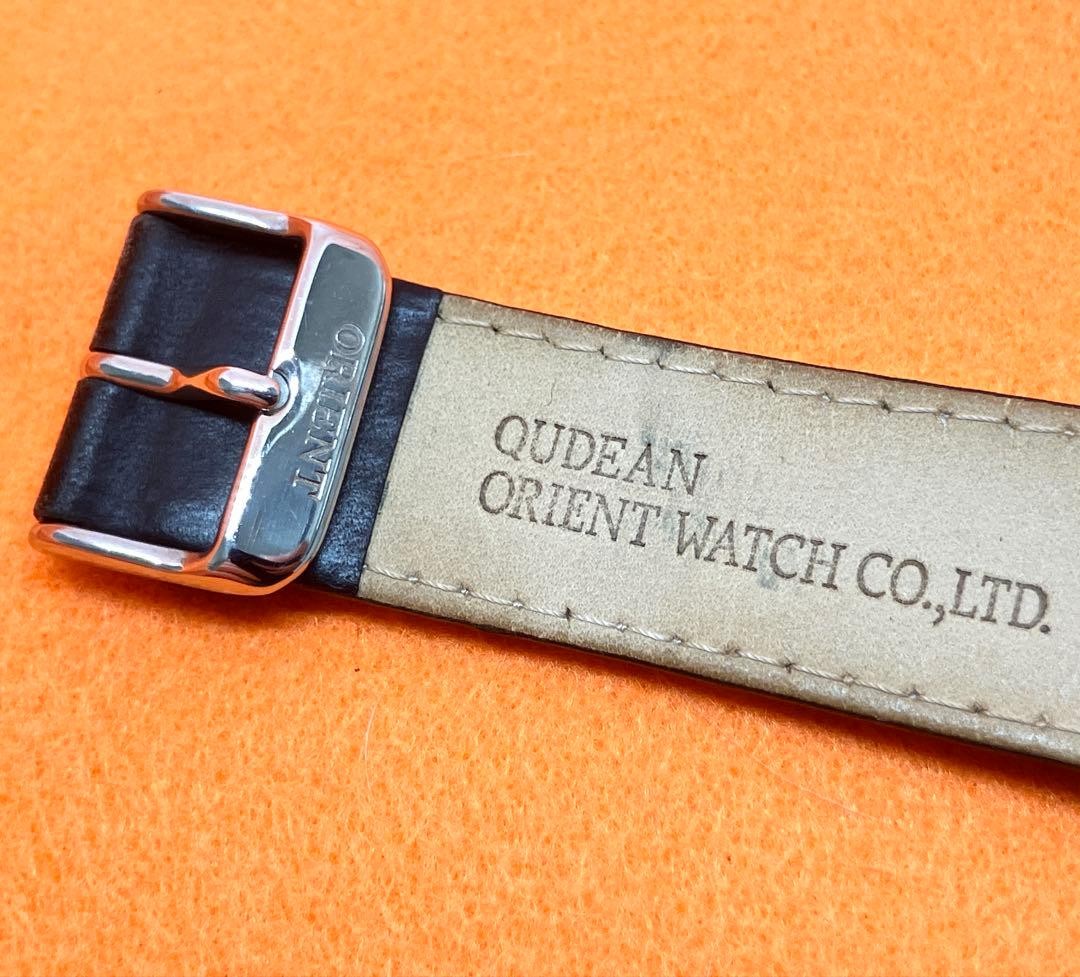 ORIENT
QUDEAN
ORIENT WATCH CO.,LTD.